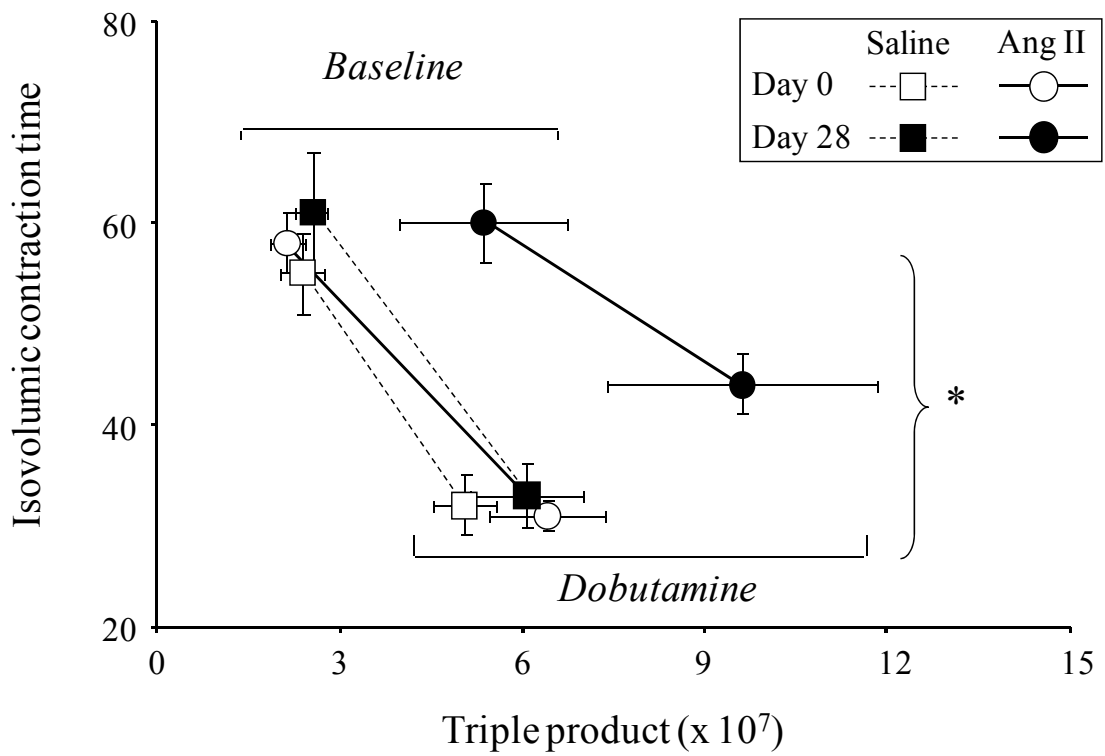 80
60
40
20
Isovolumic contraction time
Baseline
Saline Ang II
Day 0
Day 28
*
Dobutamine
0 3 6 9 12 15
Triple product (x 10⁷)